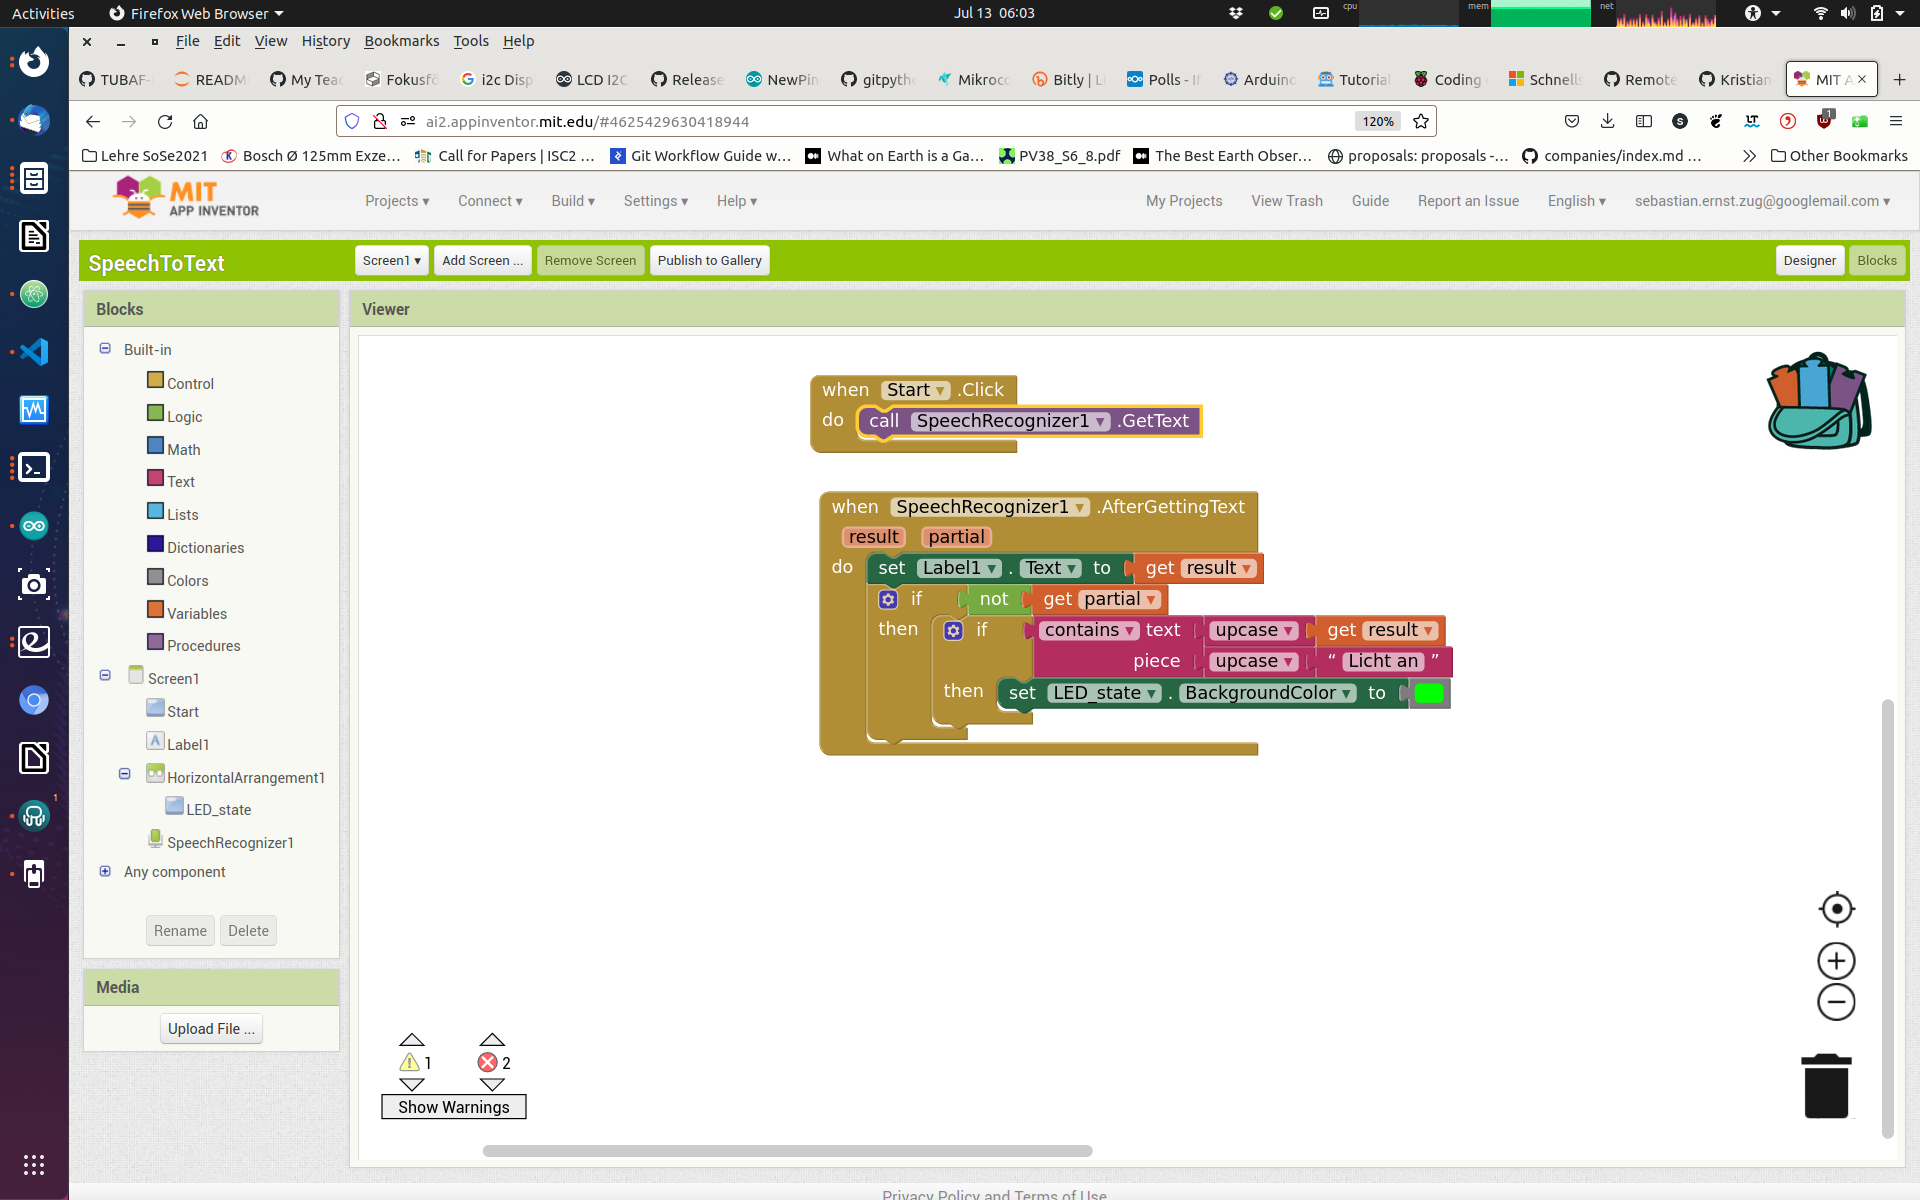 Activities Firefox Web Browser Jul 13 06:03 cpu mem net
File Edit View History Bookmarks Tools Help
TUBAF- READM My Tea Fokusfö i2c Disp LCD I2C Release NewPin gitpyth Mikroc Bitly | L Polls - If Arduino Tutorial Coding Schnells Remote Kristian MIT A
ai2.appinventor.mit.edu/#4625429630418944 120% 1
Lehre SoSe2021 Bosch Ø 125mm Exze... Call for Papers | ISC2 ... Git Workflow Guide w... What on Earth is a Ga... PV38_S6_8.pdf The Best Earth Obser... proposals: proposals -... companies/index.md ... Other Bookmarks
MIT
APP INVENTOR
Projects Connect Build Settings Help My Projects View Trash Guide Report an Issue English sebastian.ernst.zug@googlemail.com
SpeechToText Screen1 Add Screen ... Remove Screen Publish to Gallery Designer Blocks
Blocks
Viewer
Built-in
Control
Logic
Math
Text
Lists
Dictionaries
Colors
Variables
Procedures
Screen1
Start
Label1
HorizontalArrangement1
LED_state
SpeechRecognizer1
Any component
Rename Delete
Media
Upload File ...
when Start .Click
do call SpeechRecognizer1 .GetText
when SpeechRecognizer1 .AfterGettingText
result partial
do set Label1 . Text to get result
if not get partial
then if contains text upcase get result
piece upcase “ Licht an ”
then set LED_state . BackgroundColor to
1 2
Show Warnings
1
Privacy Policy and Terms of Use